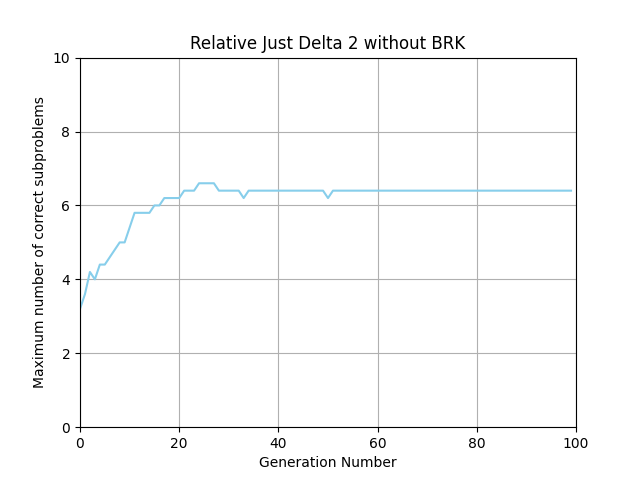 Relative Just Delta 2 without BRK
10
8
6
4
2
0
Maximum number of correct subproblems
0 20 40 60 80 100
Generation Number